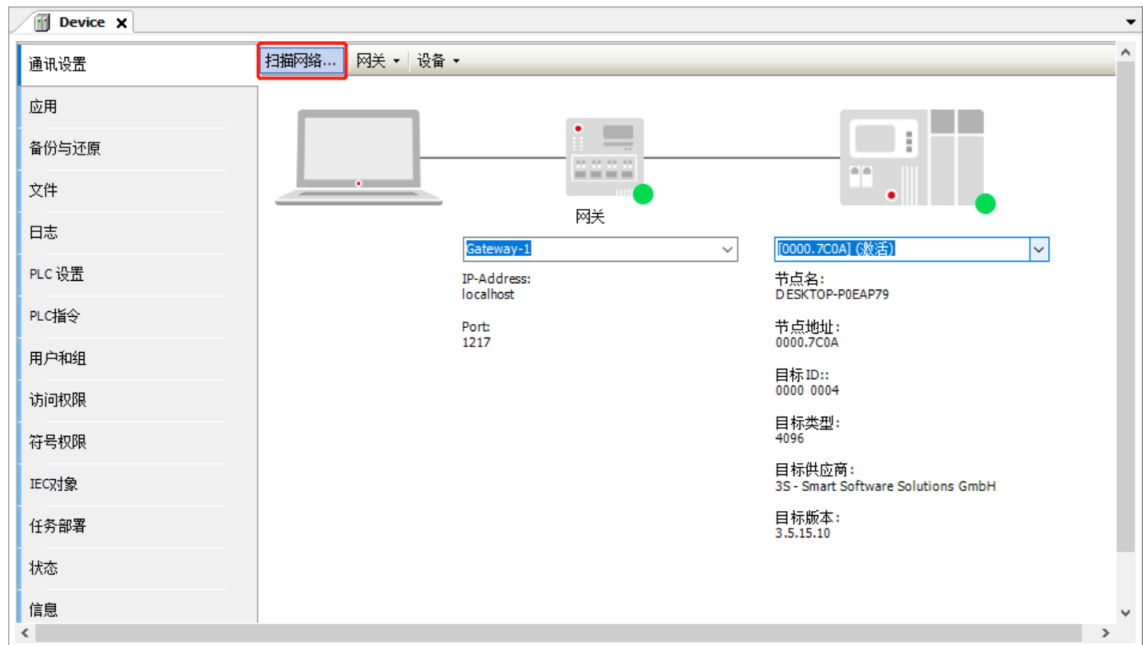 Device
通讯设置
扫描网络... 网关 设备
应用
备份与还原
文件
日志
PLC 设置
PLC指令
用户和组
访问权限
符号权限
IEC对象
任务部署
状态
信息
网关
Gateway-1
IP-Address:
localhost
Port:
1217
[0000.7C0A] (激活)
节点名:
DESKTOP-P0EAP79
节点地址:
0000.7C0A
目标ID::
0000 0004
目标类型:
4096
目标供应商:
3S - Smart Software Solutions GmbH
目标版本:
3.5.15.10